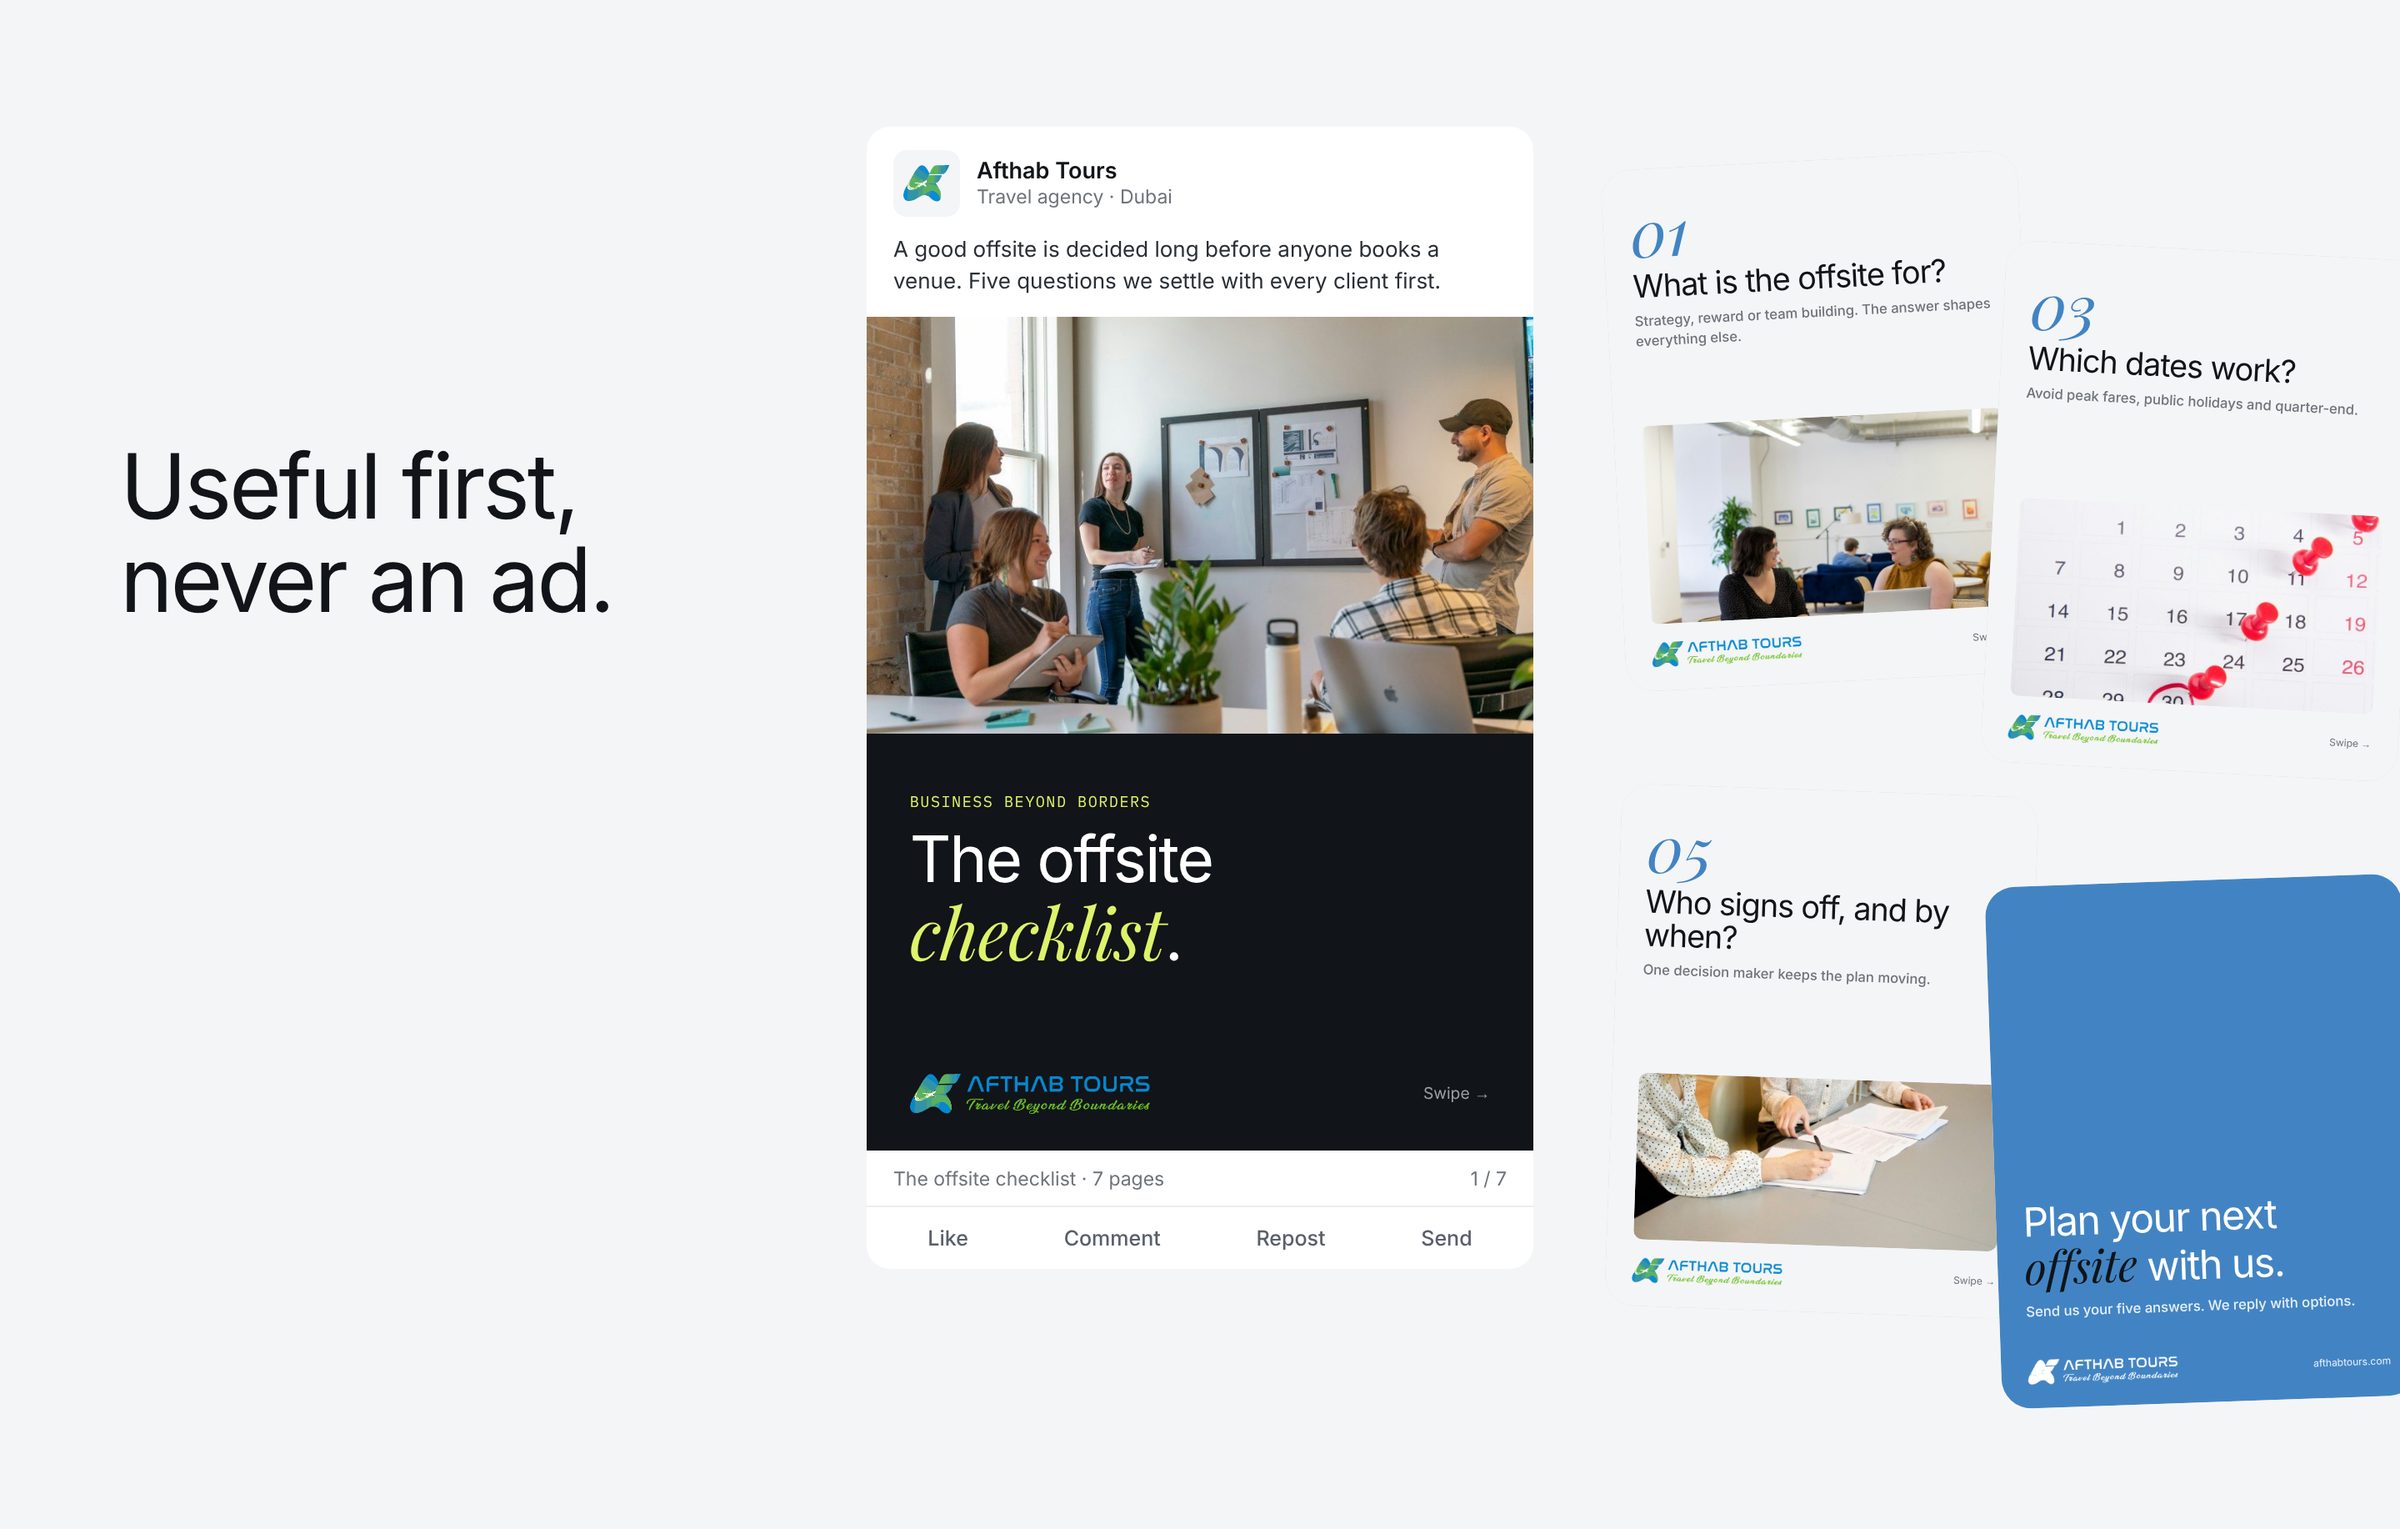 Useful first,
never an ad.
Afthab Tours
Travel agency · Dubai
A good offsite is decided long before anyone books a
venue. Five questions we settle with every client first.
BUSINESS BEYOND BORDERS
The offsite
checklist.
AFTHAB TOURS
Travel Beyond Boundaries
Swipe →
The offsite checklist · 7 pages
1 / 7
Like
Comment
Repost
Send
01
What is the offsite for?
Strategy, reward or team building. The answer shapes
everything else.
AFTHAB TOURS
Travel Beyond Boundaries
Sw
03
Which dates work?
Avoid peak fares, public holidays and quarter-end.
1 2 3 4 5
7 8 9 10 11 12
14 15 16 17 18 19
21 22 23 24 25 26
28 29 30
AFTHAB TOURS
Travel Beyond Boundaries
Swipe →
05
Who signs off, and by
when?
One decision maker keeps the plan moving.
AFTHAB TOURS
Travel Beyond Boundaries
Swipe →
Plan your next
offsite with us.
Send us your five answers. We reply with options.
AFTHAB TOURS
Travel Beyond Boundaries
afthabtours.com